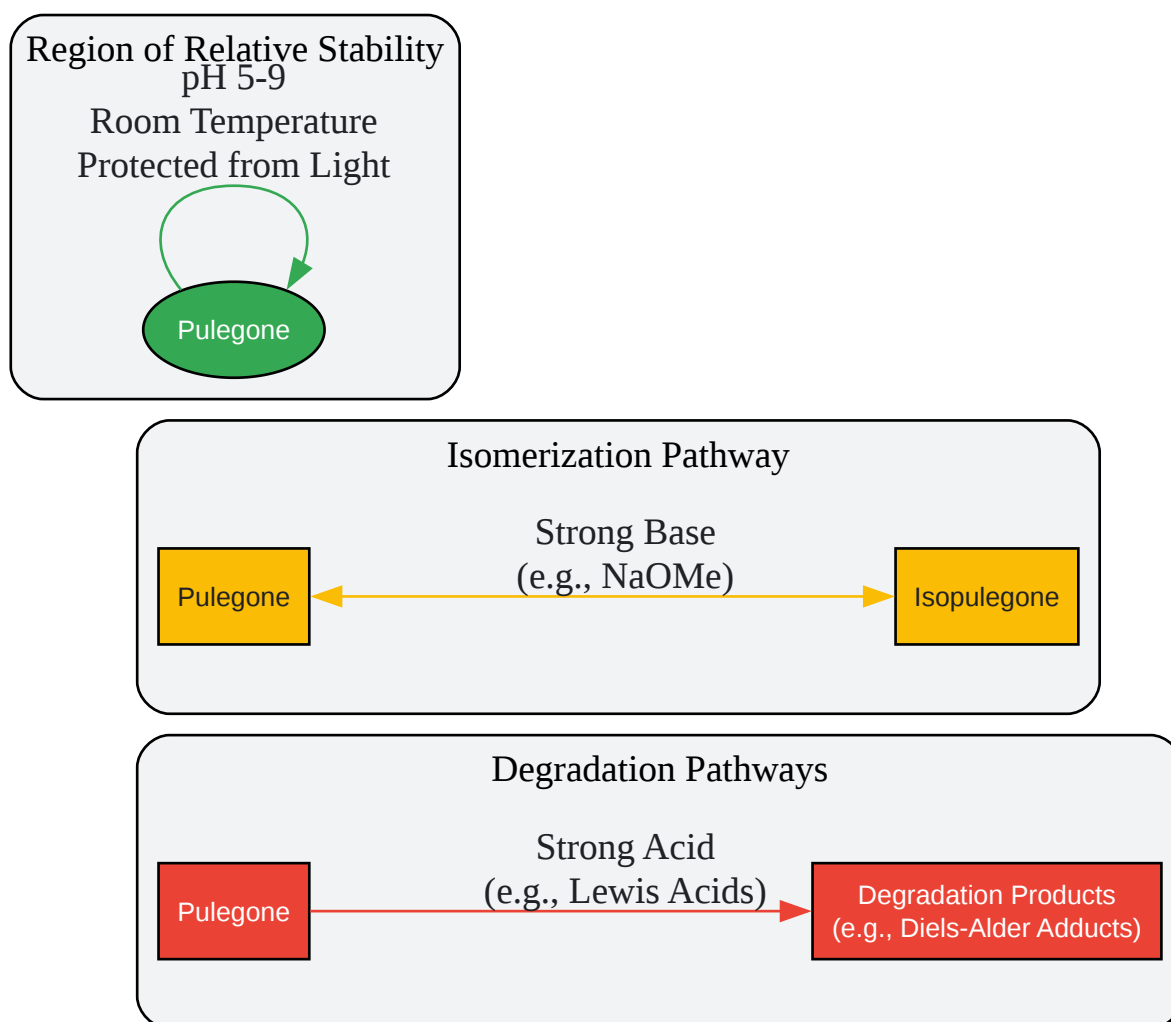 Region of Relative Stability
pH 5-9
Room Temperature
Protected from Light
Pulegone
Isomerization Pathway
Strong Base
(e.g., NaOMe)
Pulegone
Isopulegone
Degradation Pathways
Strong Acid
(e.g., Lewis Acids)
Pulegone
Degradation Products
(e.g., Diels-Alder Adducts)